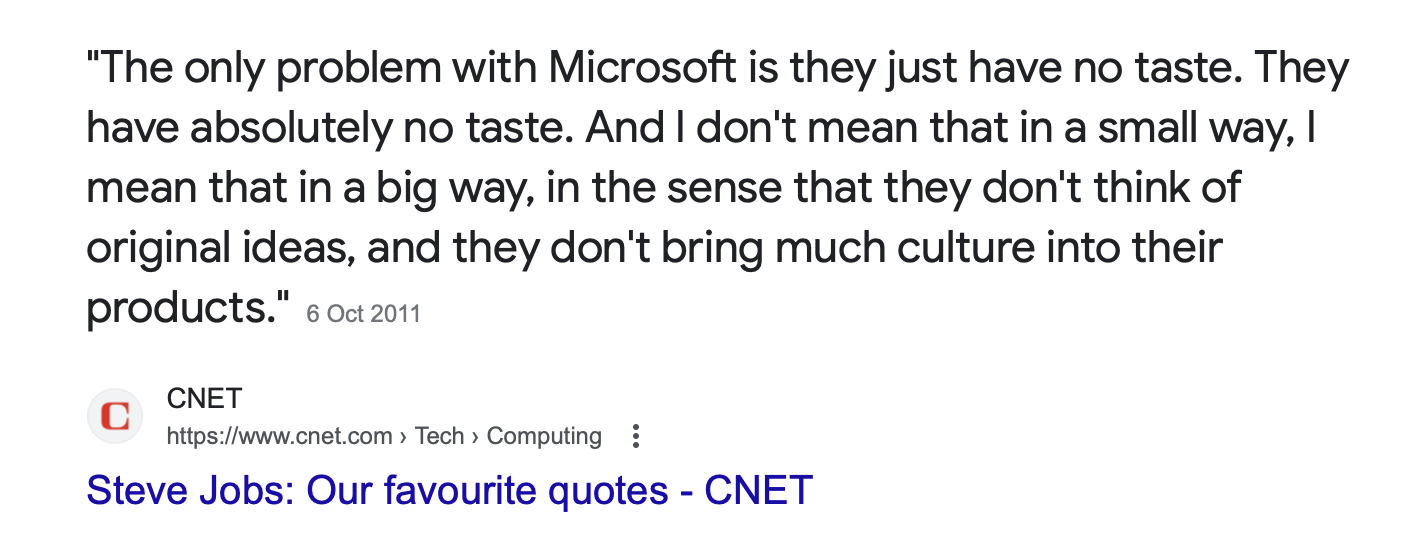 "The only problem with Microsoft is they just have no taste. They
have absolutely no taste. And I don't mean that in a small way, I
mean that in a big way, in the sense that they don't think of
original ideas, and they don't bring much culture into their
products." 6 Oct 2011
C
CNET
https://www.cnet.com › Tech › Computing
Steve Jobs: Our favourite quotes - CNET